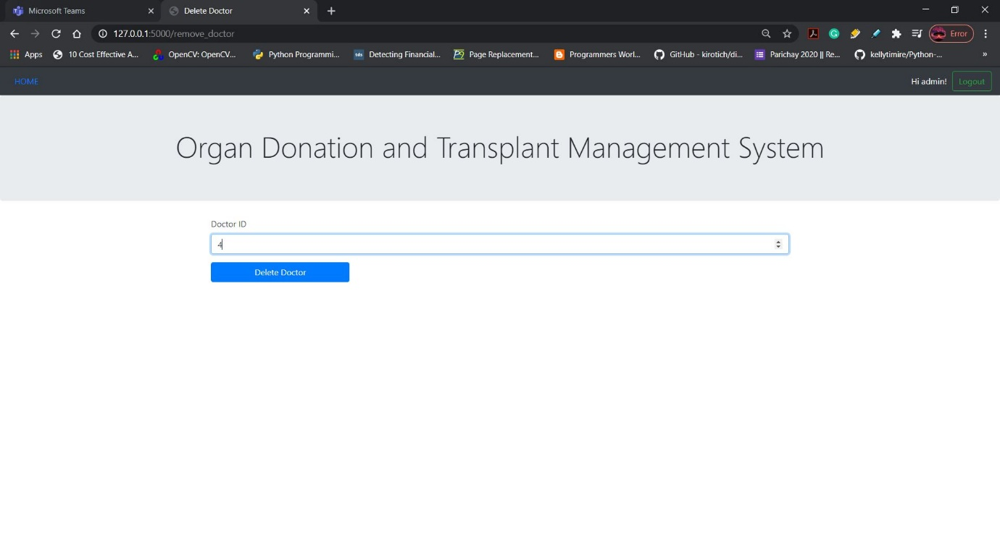 Microsoft Teams
Delete Doctor
127.0.0.1:5000/remove_doctor
Error
Apps
10 Cost Effective A...
OpenCV: OpenCV...
Python Programmi...
tds
Detecting Financial...
Page Replacement...
Programmers Worl...
GitHub - kirotich/di...
Parichay 2020 || Re...
kellytimire/Python-...
»
HOME
Hi admin!
Logout
Organ Donation and Transplant Management System
Doctor ID
4
Delete Doctor